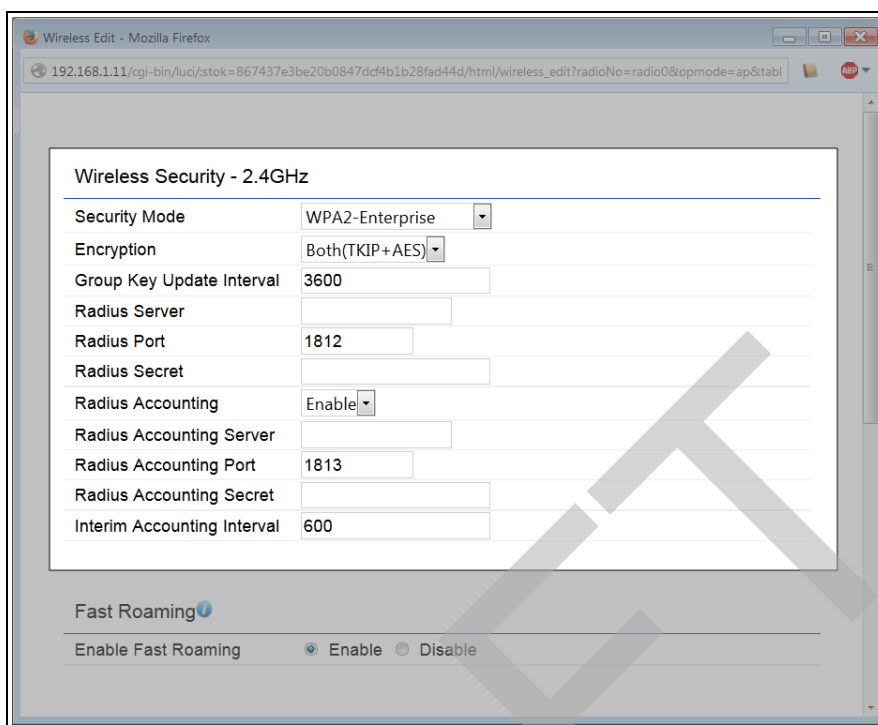 Wireless Edit - Mozilla Firefox
192.168.1.11/cgi-bin/luci/;stok=867437e3be20b0847dcf4b1b28fad44d/html/wireless_edit?radioNo=radio0&opmode=ap&tabl
ABP
Wireless Security - 2.4GHz
Security Mode WPA2-Enterprise
Encryption Both(TKIP+AES)
Group Key Update Interval 3600
Radius Server
Radius Port 1812
Radius Secret
Radius Accounting Enable
Radius Accounting Server
Radius Accounting Port 1813
Radius Accounting Secret
Interim Accounting Interval 600
Fast Roaming
Enable Fast Roaming Enable Disable